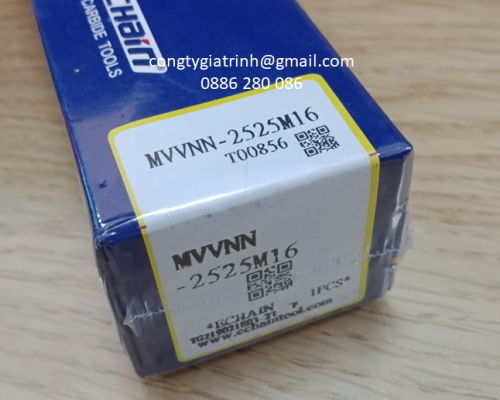 CARBIDE TOOLS
congtygiatrinh@gmail.com
0886 280 086
MVVNN-2525M16
T00856
MVVNN
-2525M16
1PCS*
*ECHAIN
www.echaintool.com